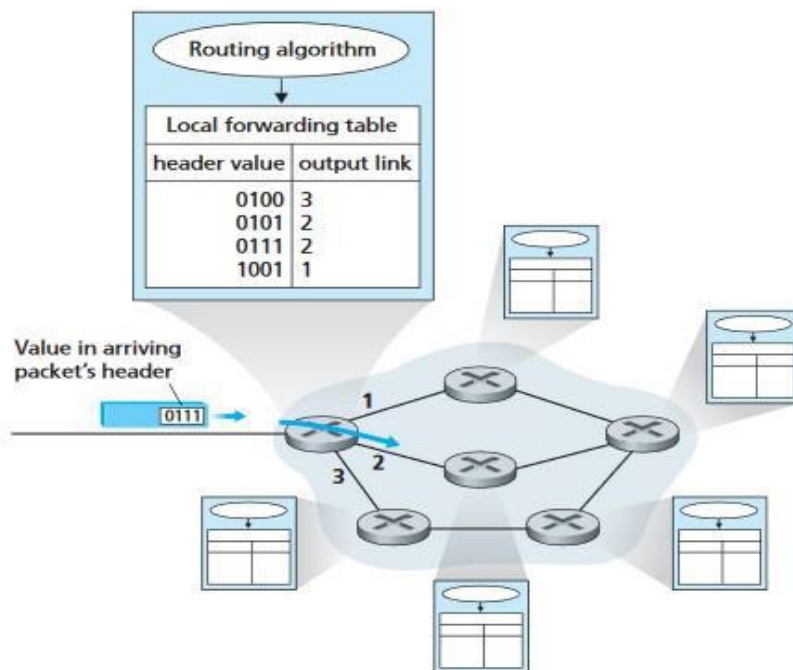 Routing algorithm
Local forwarding table
header value output link
0100 3
0101 2
0111 2
1001 1
Value in arriving
packet's header
0111
1
2
3